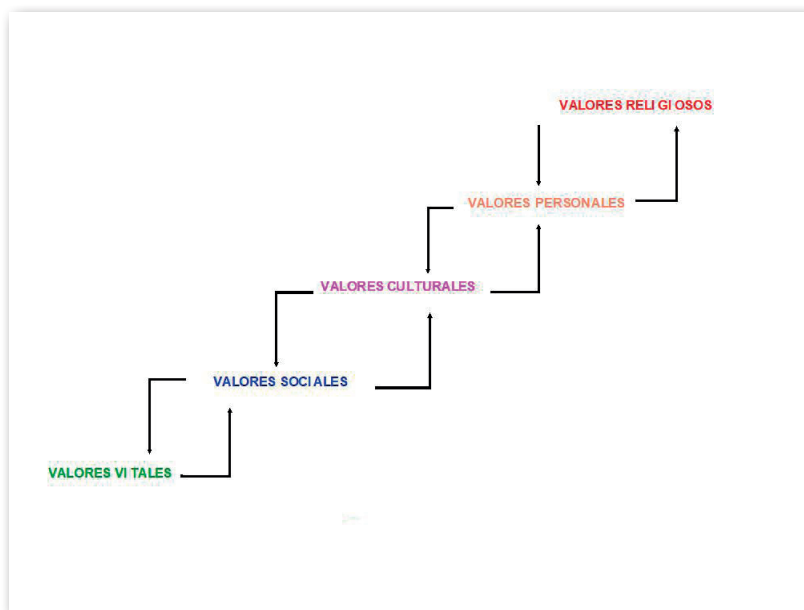 VALORES RELIGIOSOS
VALORES PERSONALES
VALORES CULTURALES
VALORES SOCIALES
VALORES VITALES